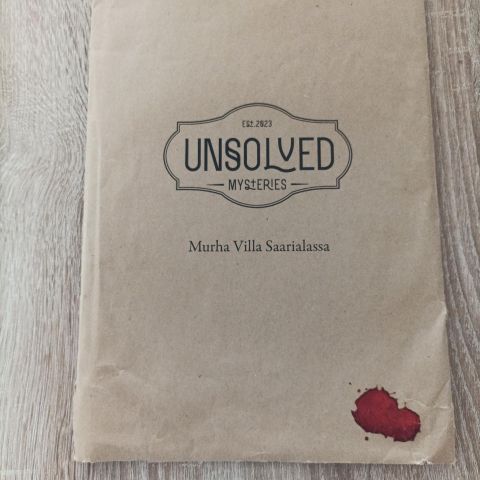 EST.2023
UNSOLVED
MYSTERIES
Murha Villa Saarialassa